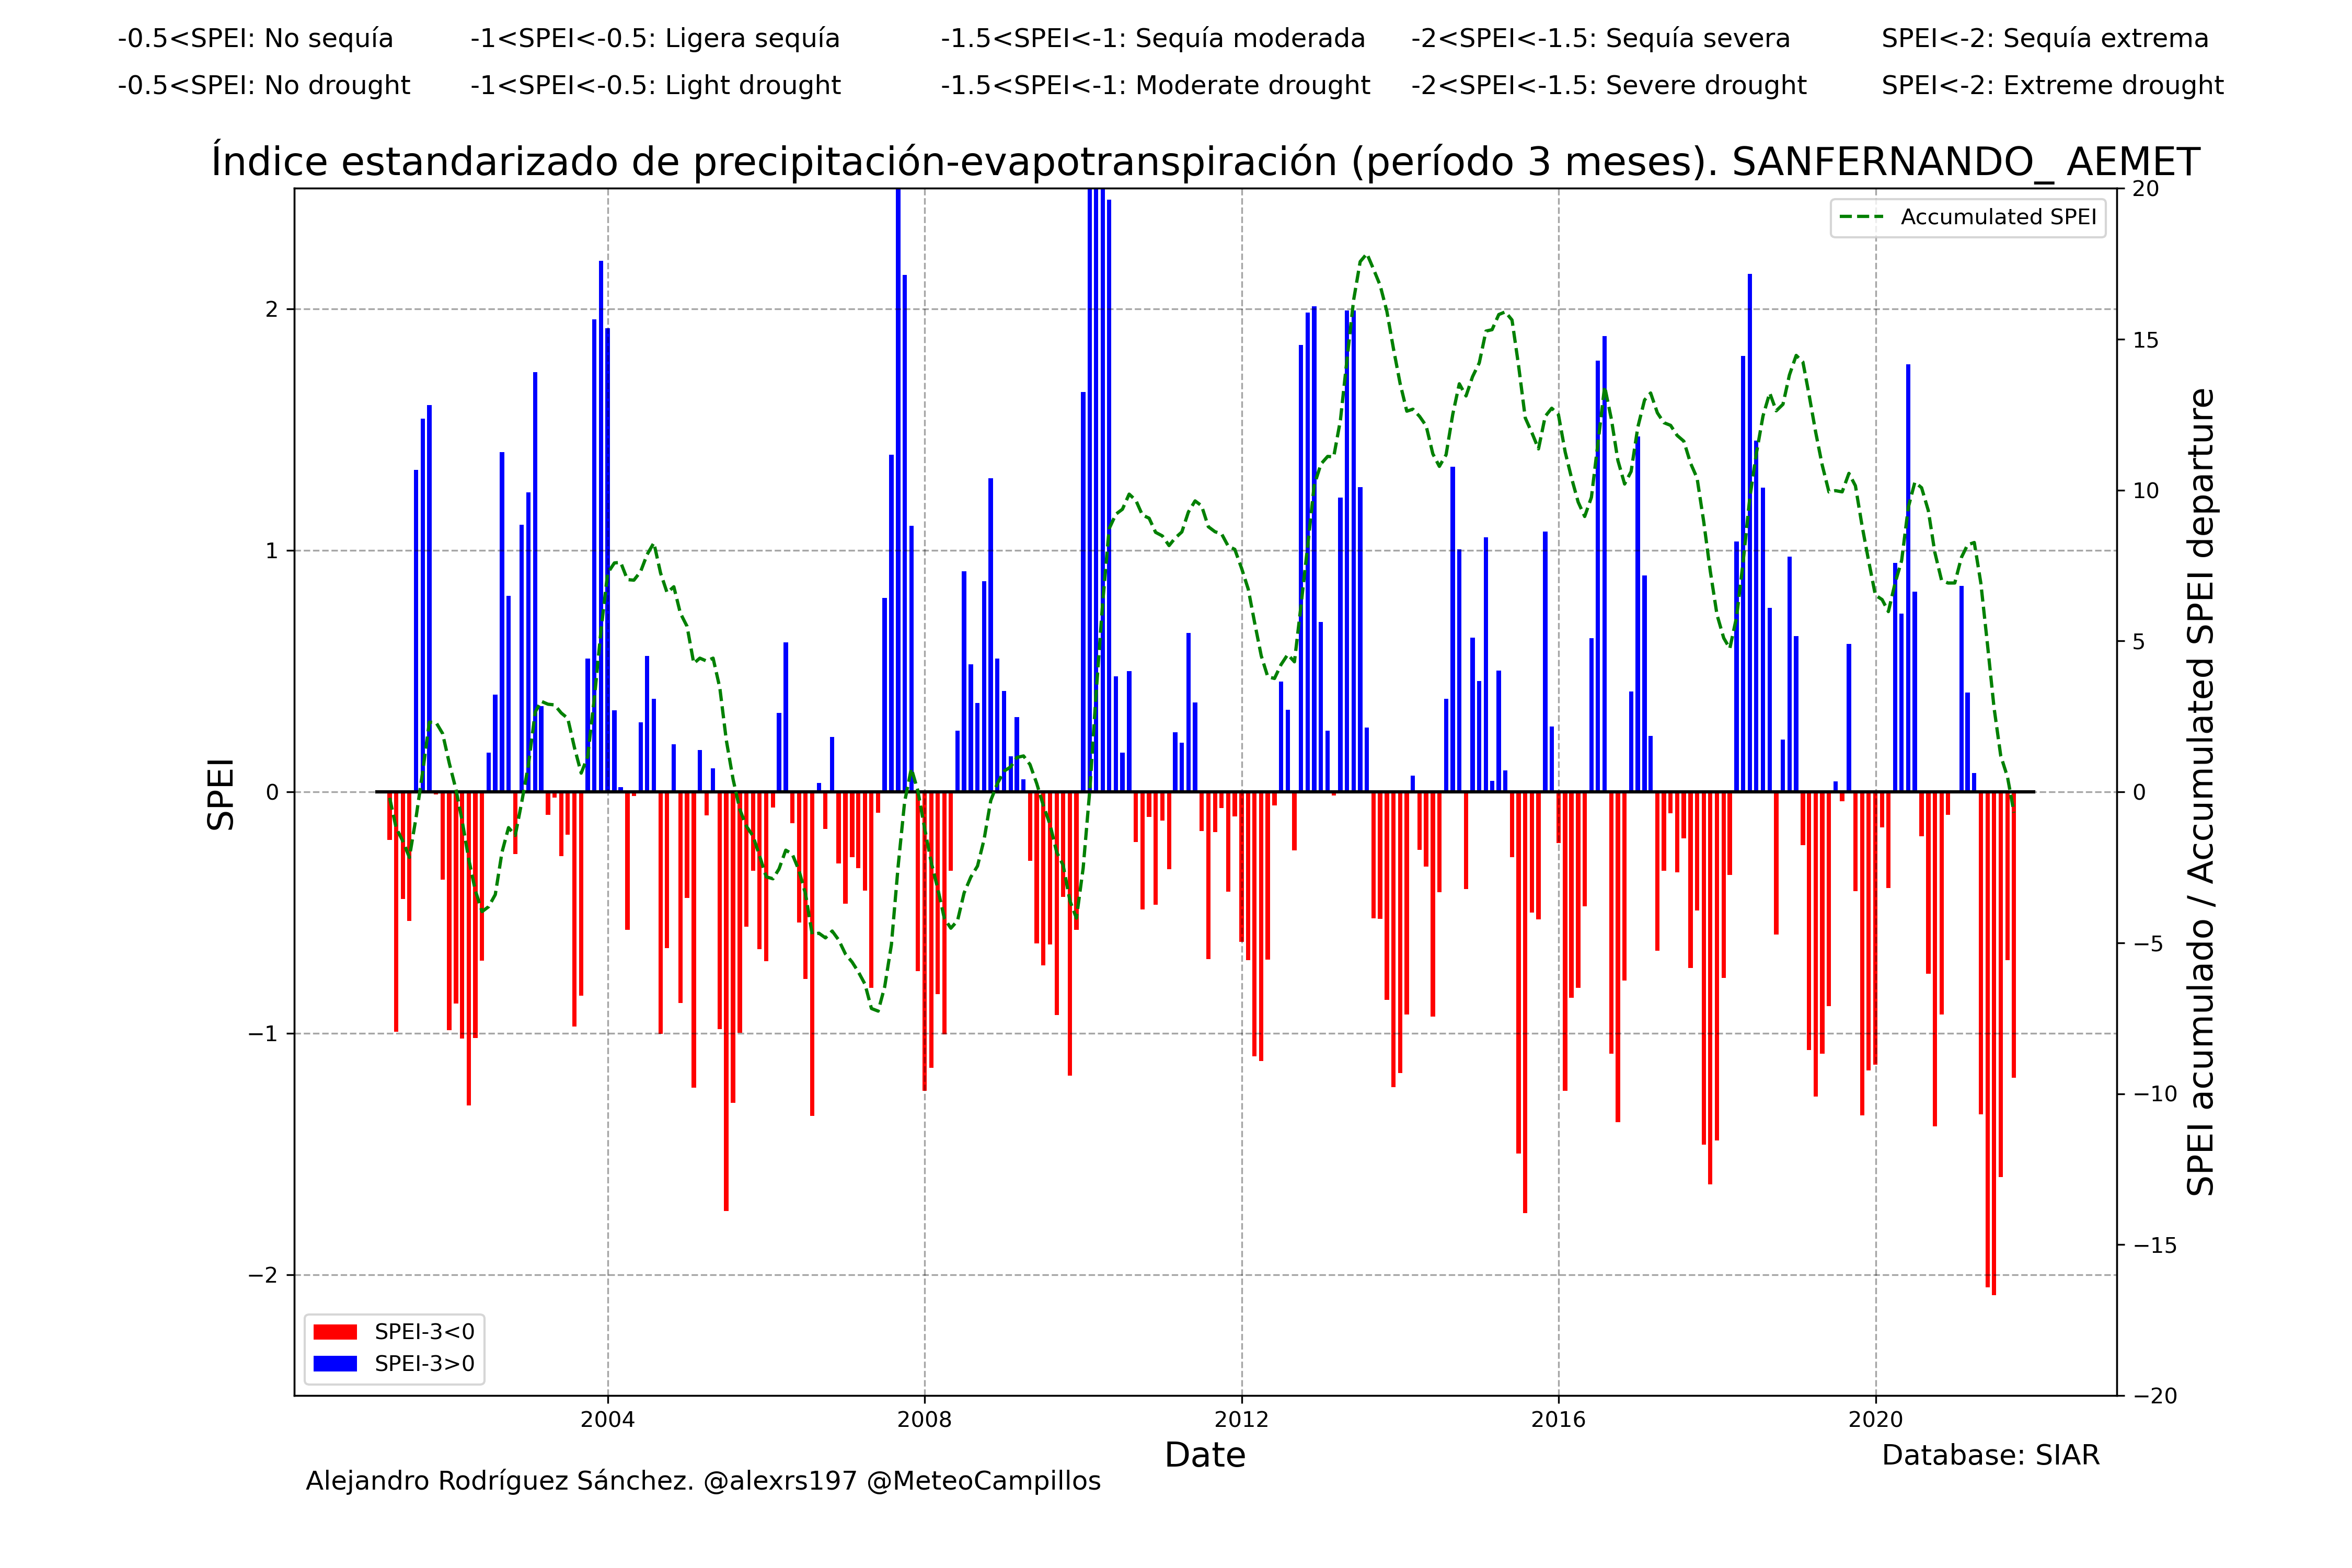 -0.5<SPEI: No sequía -1<SPEI<-0.5: Ligera sequía -1.5<SPEI<-1: Sequía moderada -2<SPEI<-1.5: Sequía severa SPEI<-2: Sequía extrema
-0.5<SPEI: No drought -1<SPEI<-0.5: Light drought -1.5<SPEI<-1: Moderate drought -2<SPEI<-1.5: Severe drought SPEI<-2: Extreme drought
Índice estandarizado de precipitación-evapotranspiración (período 3 meses). SANFERNANDO_ AEMET
Accumulated SPEI
SPEI
2
1
0
−1
−2
20
15
10
5
0
−5
−10
−15
−20
SPEI acumulado / Accumulated SPEI departure
SPEI-3<0
SPEI-3>0
2004 2008 2012 2016 2020
Date
Database: SIAR
Alejandro Rodríguez Sánchez. @alexrs197 @MeteoCampillos